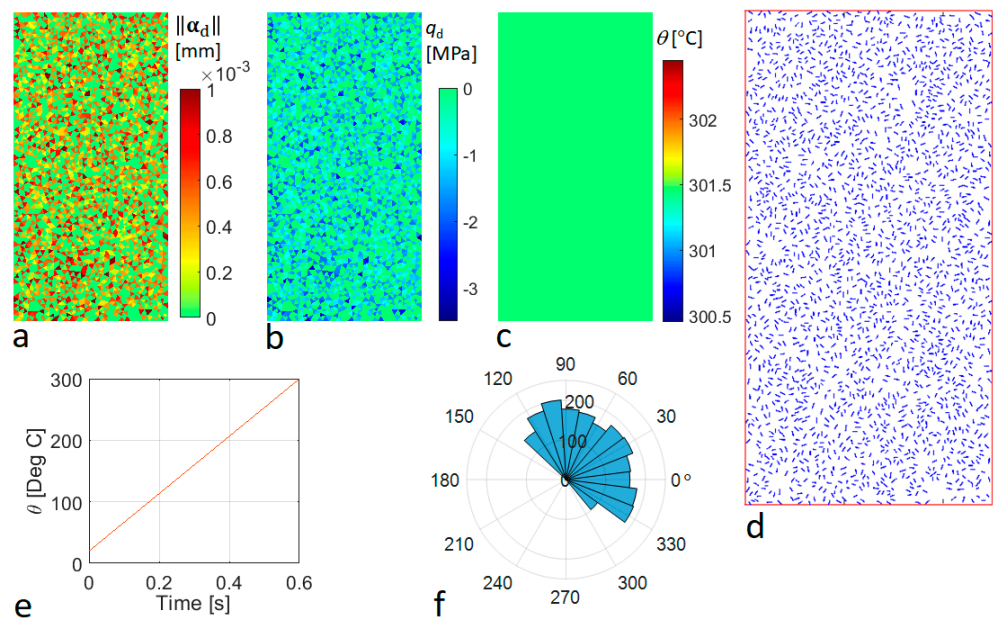 ‖α_d‖
[mm]
×10⁻³
1
0.8
0.6
0.4
0.2
0
a
q_d
[MPa]
0
-1
-2
-3
b
θ [°C]
302
301.5
301
300.5
c
d
300
200
100
0
θ [Deg C]
0
0.2
0.4
0.6
Time [s]
e
90
120
60
150
30
180
0 °
210
330
240
300
270
200
100
0
f